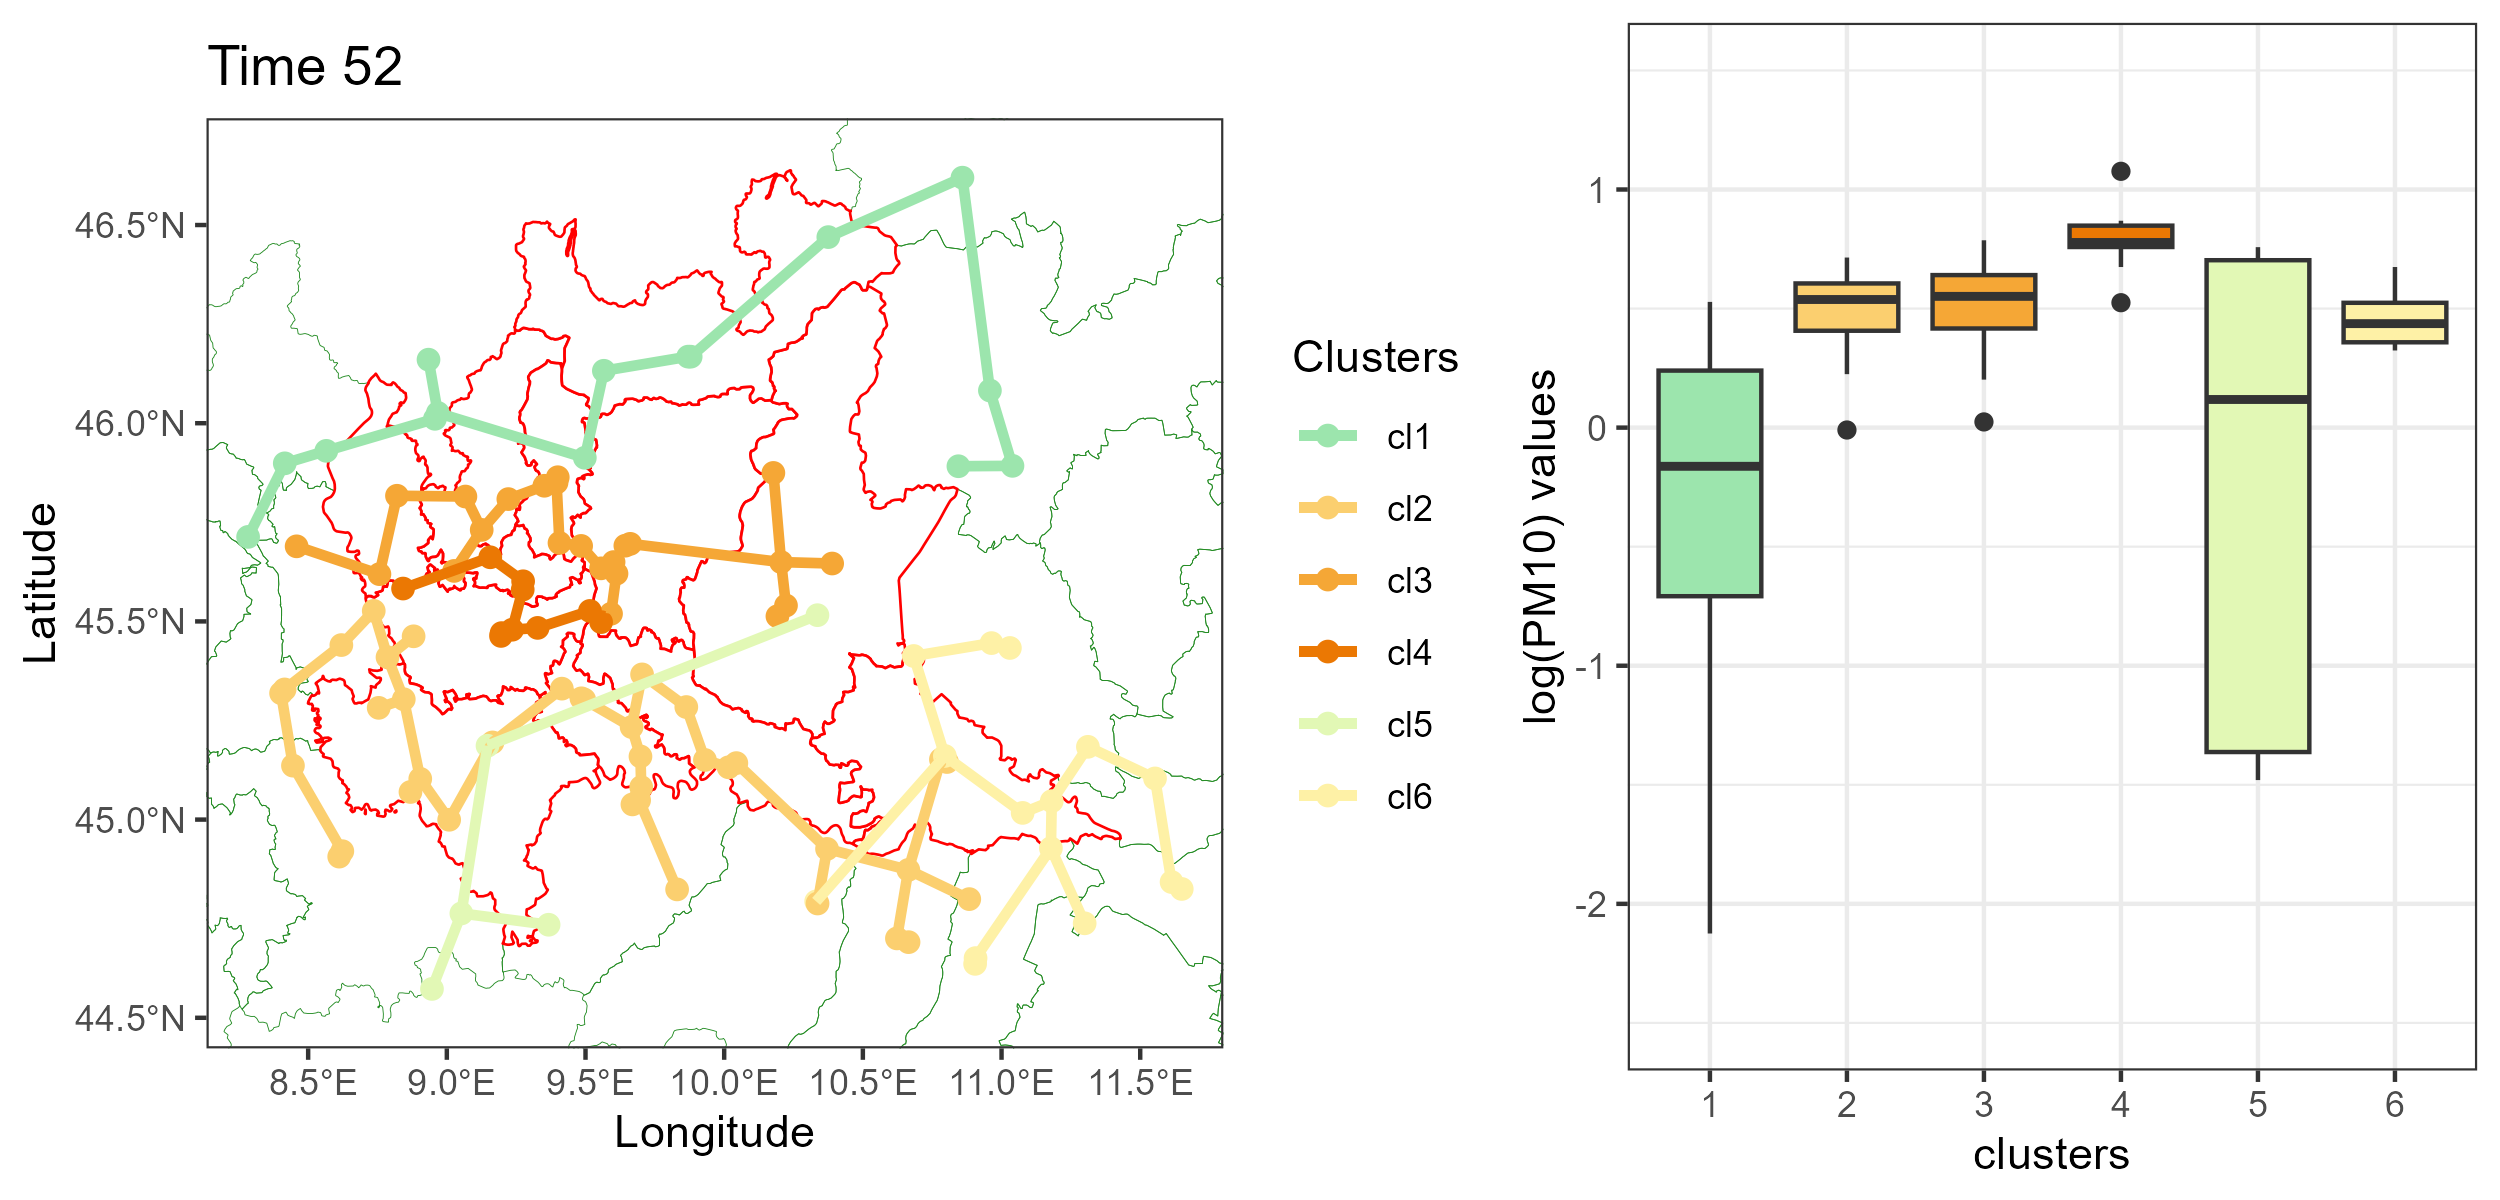 Time 52
46.5°N
46.0°N
45.5°N
45.0°N
44.5°N
Latitude
8.5°E
9.0°E
9.5°E
10.0°E
10.5°E
11.0°E
11.5°E
Longitude
Clusters
cl1
cl2
cl3
cl4
cl5
cl6
log(PM10) values
1
0
-1
-2
1
2
3
4
5
6
clusters